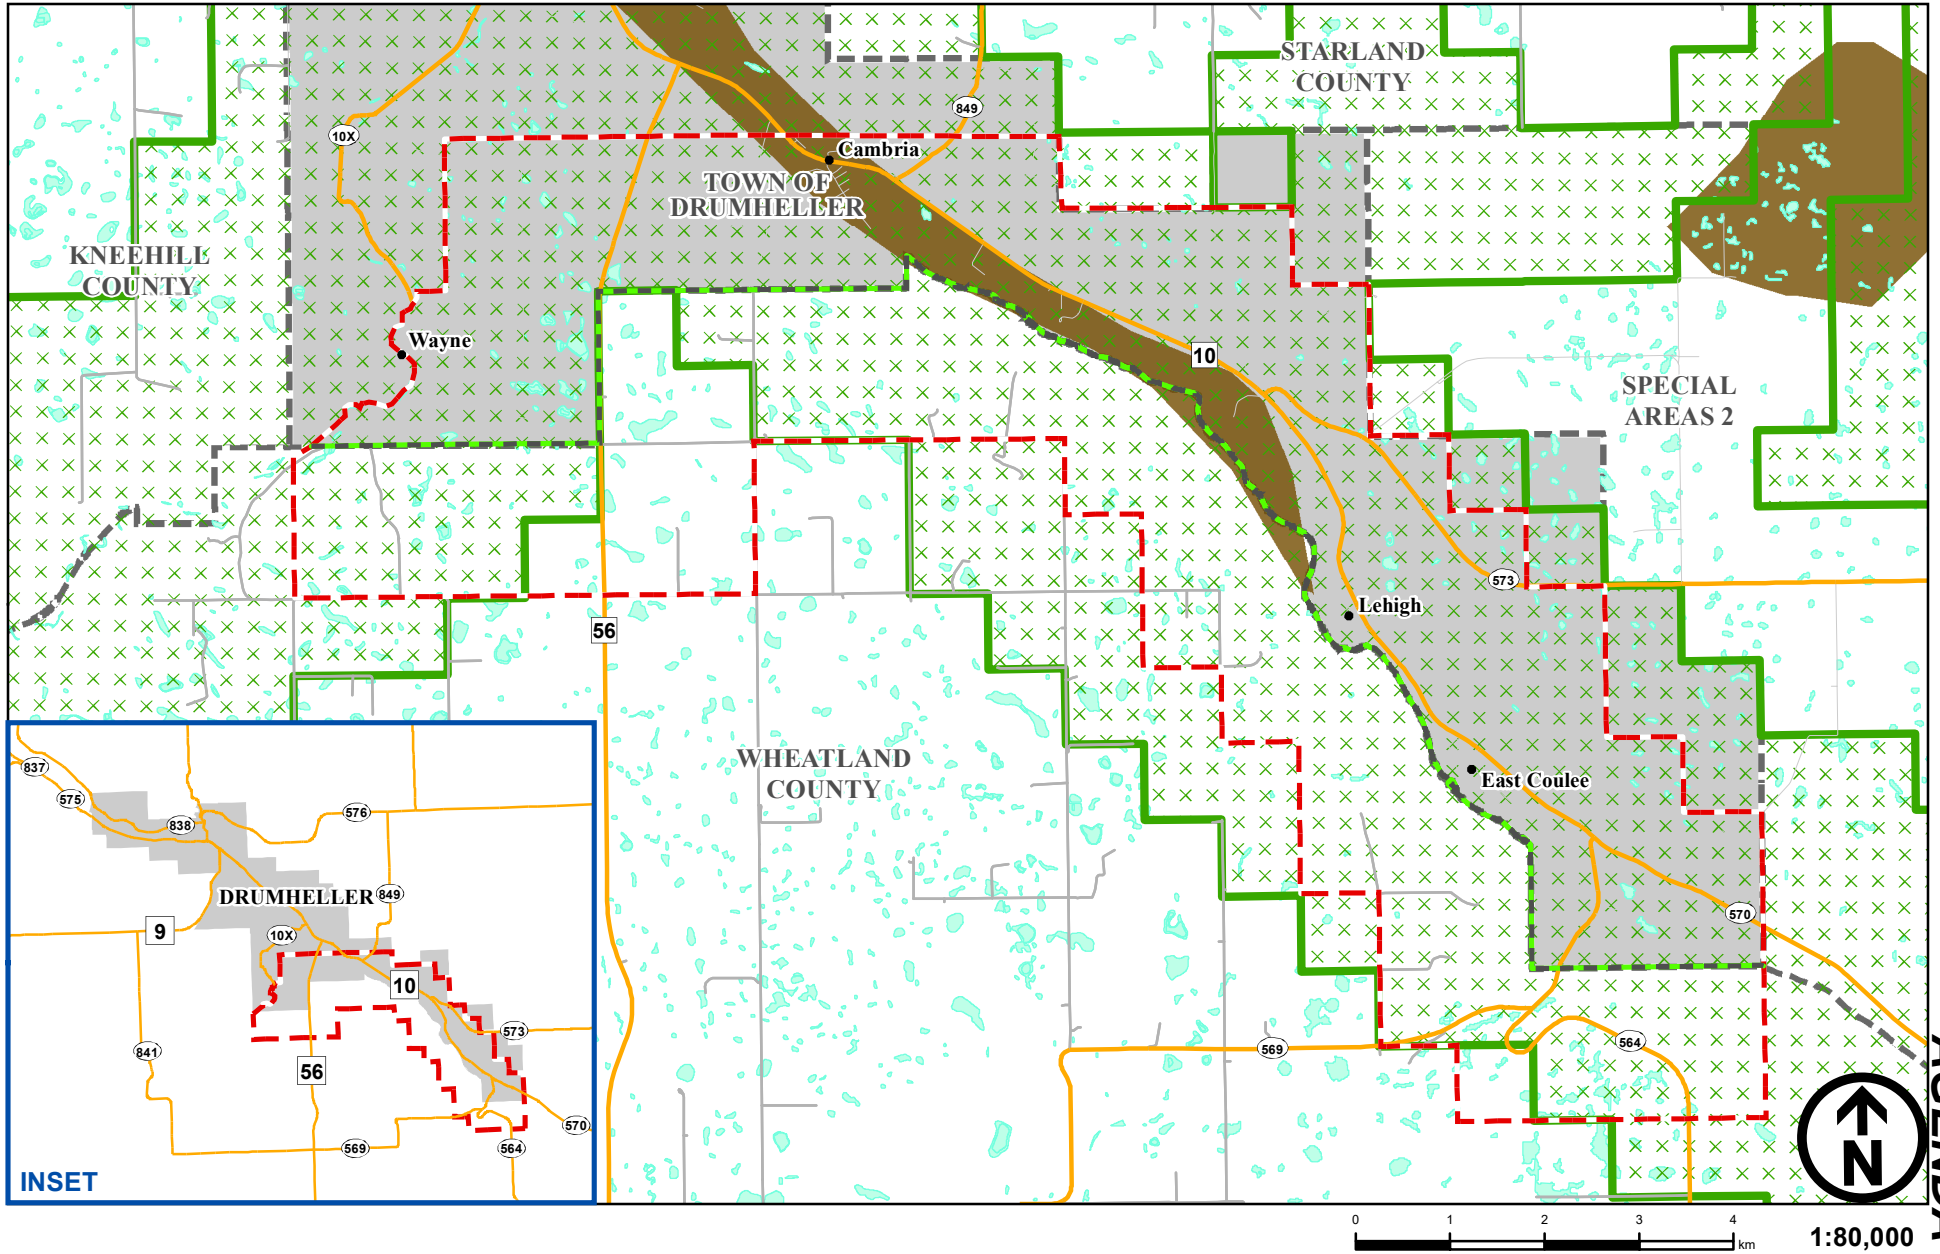 STARLAND
COUNTY
849
10X
Cambria
TOWN OF
DRUMHELLER
KNEEHILL
COUNTY
Wayne
10
SPECIAL
AREAS 2
573
Lehigh
56
WHEATLAND
COUNTY
East Coulee
570
569
564
837
575
838
576
DRUMHELLER
849
9
10X
10
573
841
56
570
569
564
INSET
N
AGENDA
0 1 2 3 4
km
1:80,000